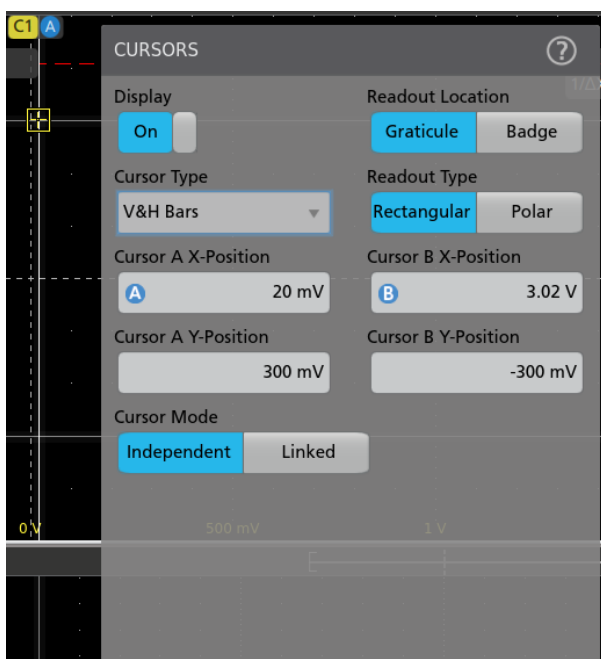 C1 A
CURSORS ?
1/Δ
Display Readout Location
On Graticule Badge
Cursor Type Readout Type
V&H Bars Rectangular Polar
Cursor A X-Position Cursor B X-Position
A 20 mV B 3.02 V
Cursor A Y-Position Cursor B Y-Position
300 mV -300 mV
Cursor Mode
Independent Linked
0 V 500 mV 1 V